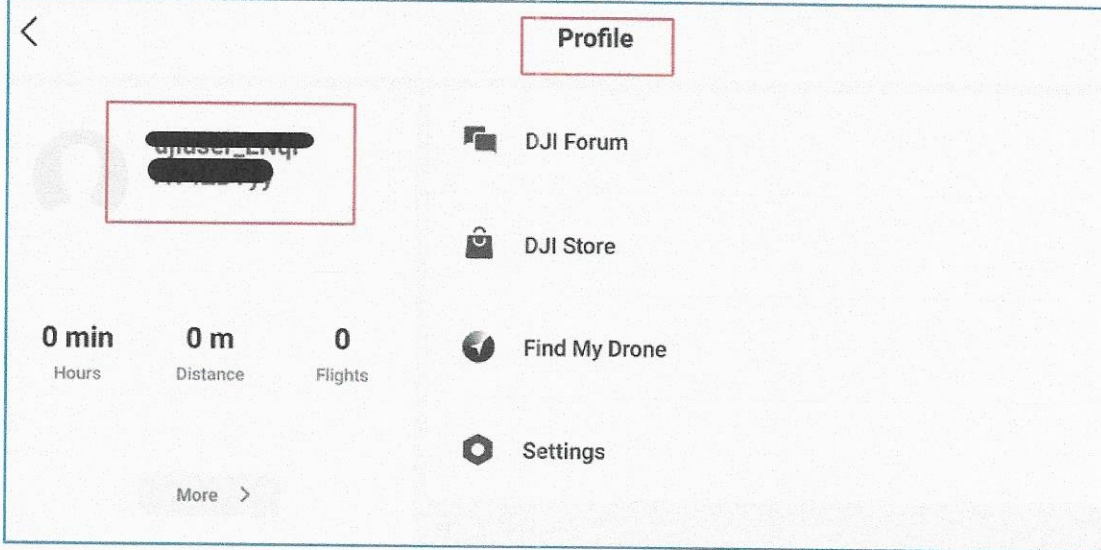 Profile
DJI Forum
DJI Store
0 min
Hours
0 m
Distance
0
Flights
Find My Drone
Settings
More